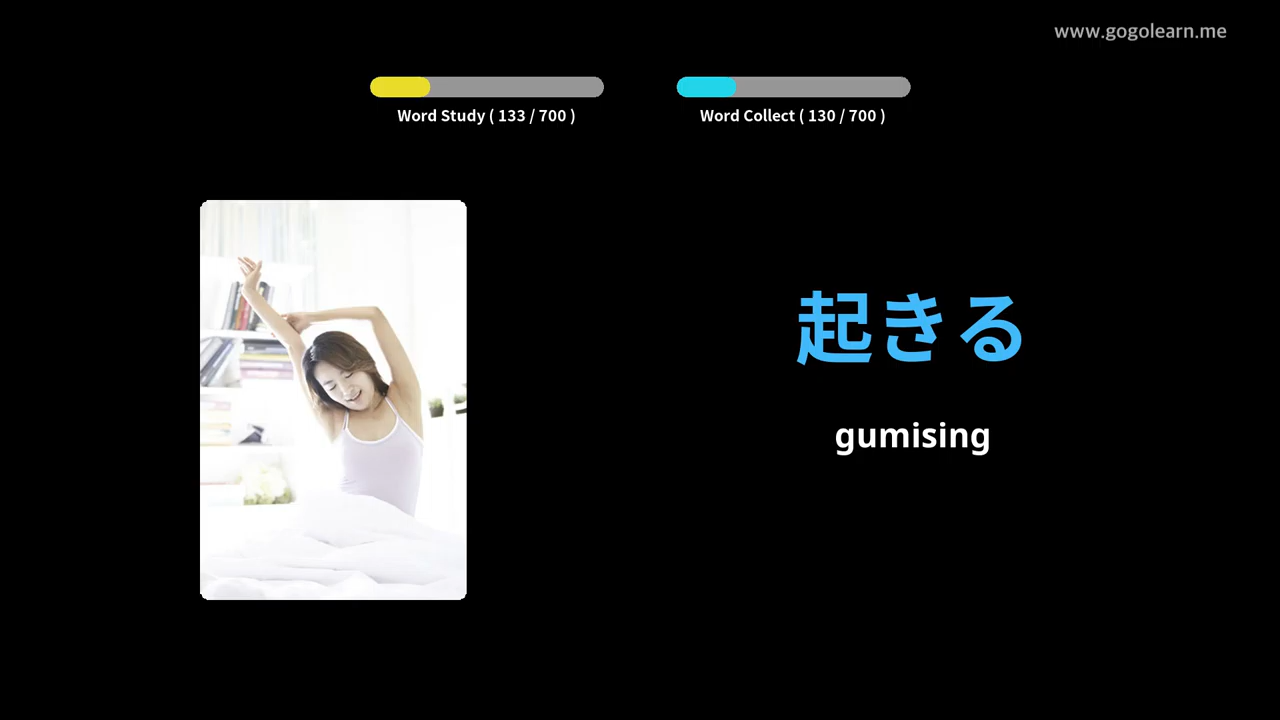 www.gogolearn.me
Word Study ( 133 / 700 )
Word Collect ( 130 / 700 )
起きる
gumising